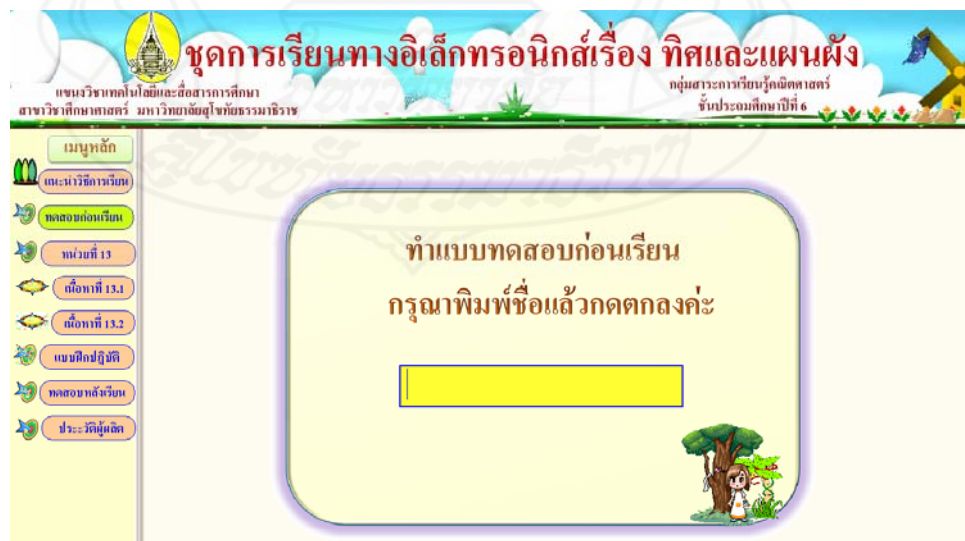 ชุดการเรียนทางอิเล็กทรอนิกส์เรื่อง ทิศและแผนผัง
แขนงวิชาเทคโนโลยีและสื่อสารการศึกษา
สาขาวิชาศึกษาศาสตร์ มหาวิทยาลัยสุโขทัยธรรมาธิราช
กลุ่มสาระการเรียนรู้คณิตศาสตร์
ชั้นประถมศึกษาปีที่ 6
เมนูหลัก
แนะนำวิธีการเรียน
ทดสอบก่อนเรียน
หน่วยที่ 13
เนื้อหาที่ 13.1
เนื้อหาที่ 13.2
แบบฝึกปฏิบัติ
ทดสอบหลังเรียน
ประะวัติผู้ผลิต
ทำแบบทดสอบก่อนเรียน
กรุณาพิมพ์ชื่อแล้วกดตกลงค่ะ